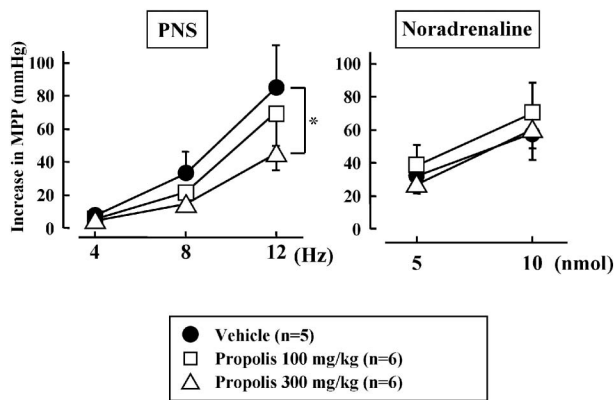 PNS
Noradrenaline
Increase in MPP (mmHg)
100
80
60
40
20
0
*
4
8
12
(Hz)
100
80
60
40
20
0
5
10
(nmol)
Vehicle (n=5)
Propolis 100 mg/kg (n=6)
Propolis 300 mg/kg (n=6)